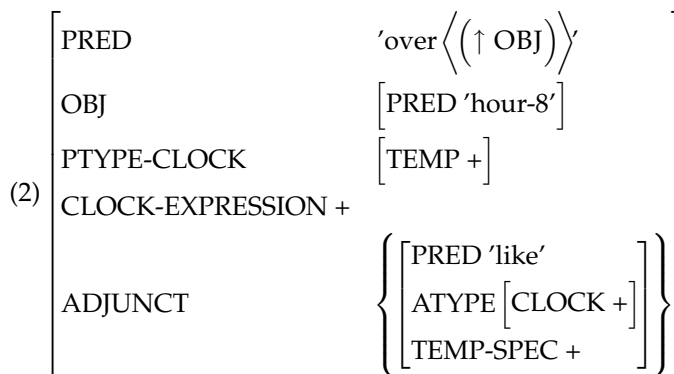 PRED 'over⟨(↑ OBJ)⟩'
OBJ [PRED 'hour-8']
PTYPE-CLOCK [TEMP +]
(2) CLOCK-EXPRESSION +
PRED 'like'
ADJUNCT ATYPE [CLOCK +]
TEMP-SPEC +